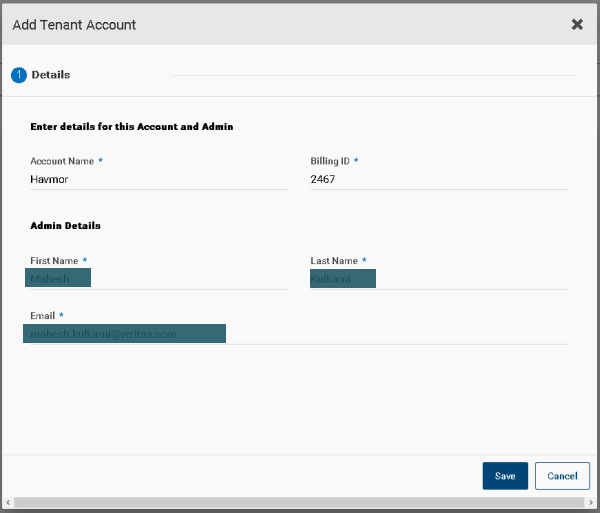 Add Tenant Account
1 Details
Enter details for this Account and Admin
Account Name * Billing ID *
Havmor 2467
Admin Details
First Name * Last Name *
Mahesh Kulkarni
Email *
mahesh.kulkarni@veritas.com
Save Cancel